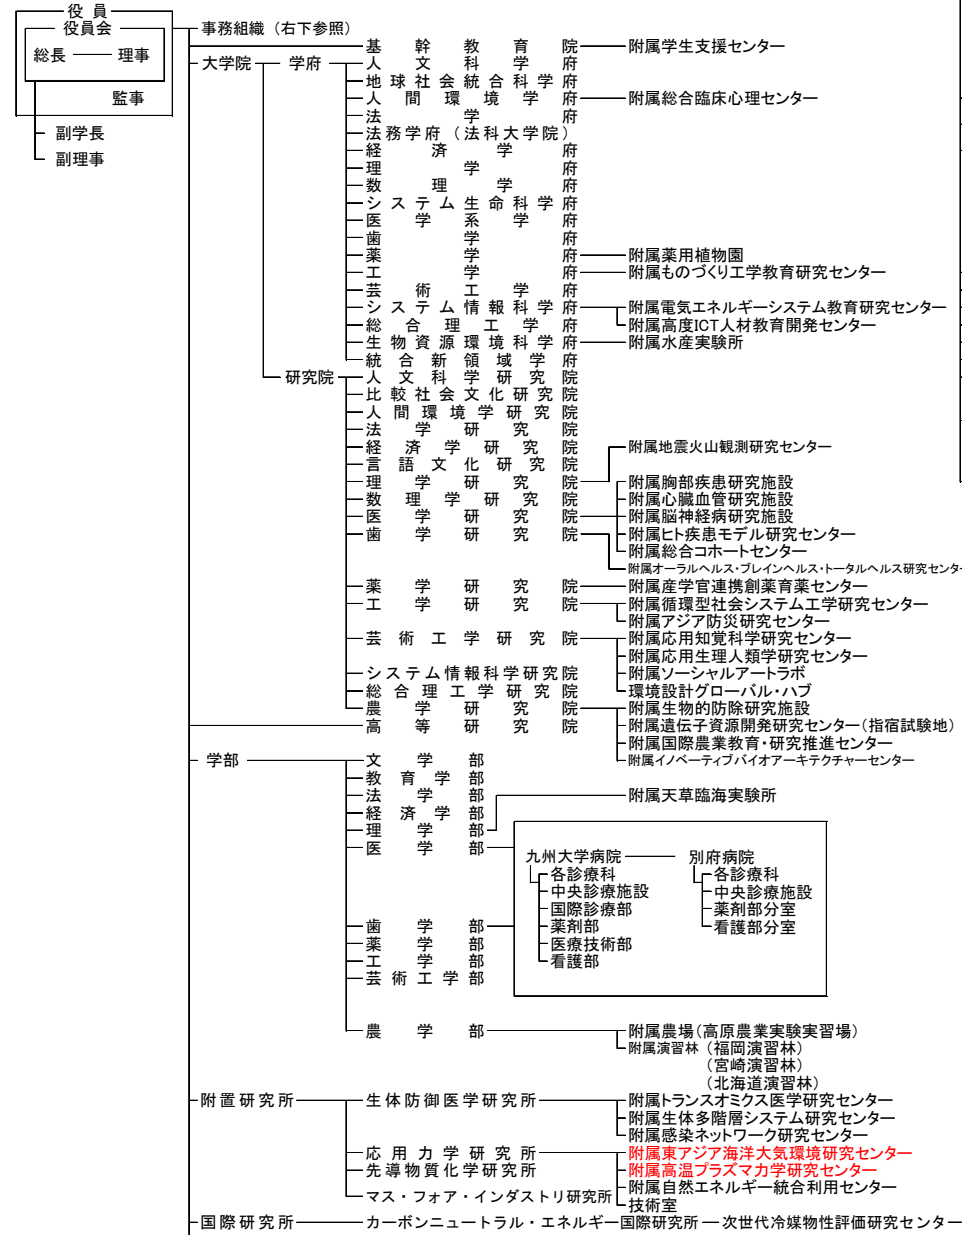 役員
役員会
総長 理事
監事
副学長
副理事
事務組織（右下参照）
基幹教育院 附属学生支援センター
大学院 学府 人文科学府
地球社会統合科学府
人間環境学府 附属総合臨床心理センター
法学府
法務学府（法科大学院）
経済学府
理学府
数理学府
システム生命科学府
医学系学府
歯学府
薬学府 附属薬用植物園
工学府 附属ものづくり工学教育研究センター
芸術工学府
システム情報科学府 附属電気エネルギーシステム教育研究センター
総合理工学府 附属高度ICT人材教育開発センター
生物資源環境科学府 附属水産実験所
統合新領域学府
研究院 人文科学研究院
比較社会文化研究院
人間環境学研究院
法学研究院
経済学研究院 附属地震火山観測研究センター
言語文化研究院
理学研究院 附属胸部疾患研究施設
数理学研究院 附属心臓血管研究施設
医学研究院 附属脳神経病研究施設
歯学研究院 附属ヒト疾患モデル研究センター
附属総合コホートセンター
附属オーラルヘルス・ブレインヘルス・トータルヘルス研究センター
薬学研究院 附属産学官連携創薬育薬センター
工学研究院 附属循環型社会システム工学研究センター
附属アジア防災研究センター
芸術工学研究院 附属応用知覚科学研究センター
附属応用生理人類学研究センター
システム情報科学研究院 附属ソーシャルアートラボ
総合理工学研究院 環境設計グローバル・ハブ
農学研究院 附属生物的防除研究施設
高等研究院 附属遺伝子資源開発研究センター（指宿試験地）
附属国際農業教育・研究推進センター
学部 文学部 附属イノベーティブバイオアーキテクチャーセンター
教育学部
法学部 附属天草臨海実験所
経済学部
理学部
医学部
九州大学病院 別府病院
各診療科 各診療科
中央診療施設 中央診療施設
国際診療部 薬剤部分室
歯学部 薬剤部 看護部分室
薬学部 医療技術部
工学部 看護部
芸術工学部
農学部 附属農場（高原農業実験実習場）
附属演習林（福岡演習林）
（宮崎演習林）
（北海道演習林）
附置研究所 生体防御医学研究所 附属トランスオミクス医学研究センター
附属生体多階層システム研究センター
附属感染ネットワーク研究センター
応用力学研究所 附属東アジア海洋大気環境研究センター
先導物質化学研究所 附属高温プラズマ力学研究センター
附属自然エネルギー統合利用センター
マス・フォア・インダストリ研究所 技術室
国際研究所 カーボンニュートラル・エネルギー国際研究所 次世代冷媒物性評価研究センター